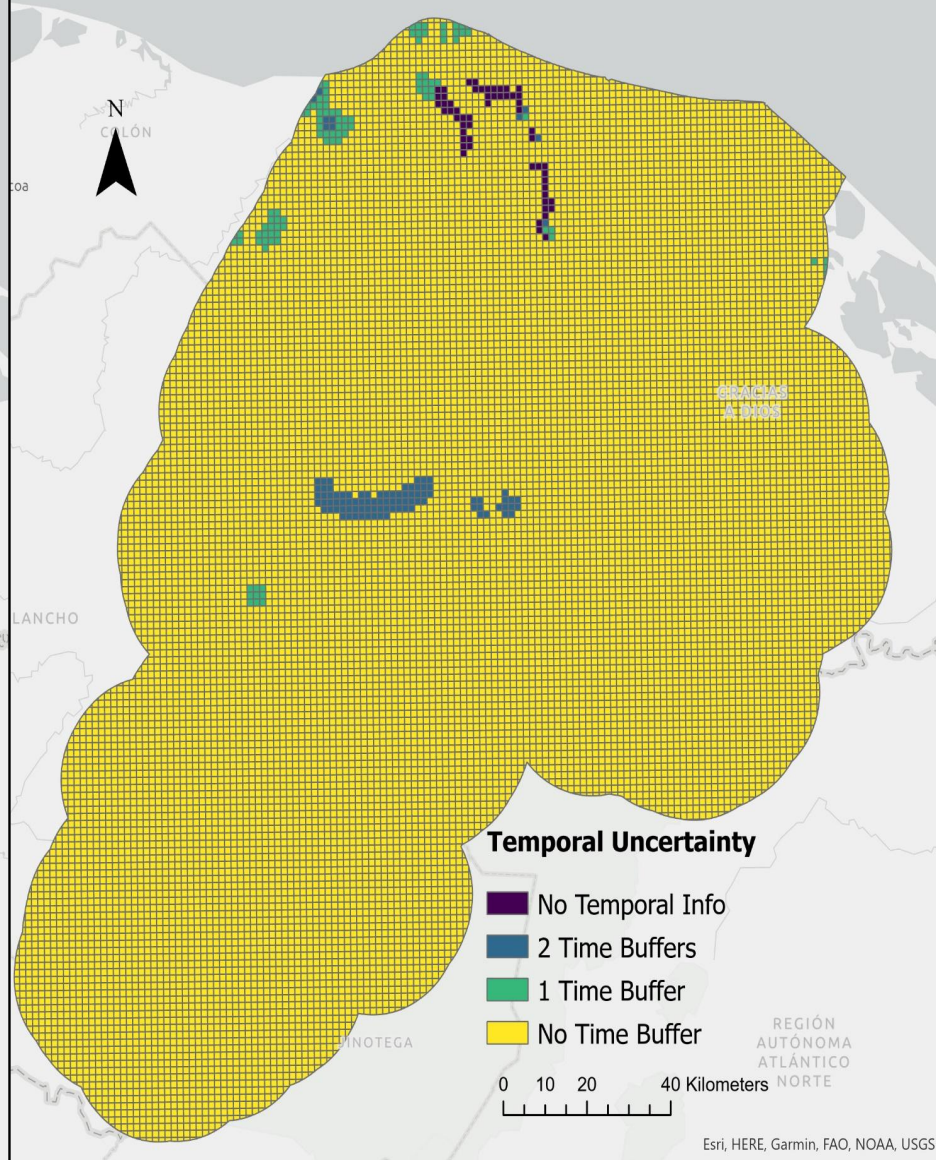 N
COLÓN
coa
GRACIAS
A DIOS
LANCHO
Temporal Uncertainty
No Temporal Info
2 Time Buffers
1 Time Buffer
No Time Buffer
INOTEGA
REGIÓN
AUTÓNOMA
ATLÁNTICO
NORTE
0 10 20 40 Kilometers
Esri, HERE, Garmin, FAO, NOAA, USGS